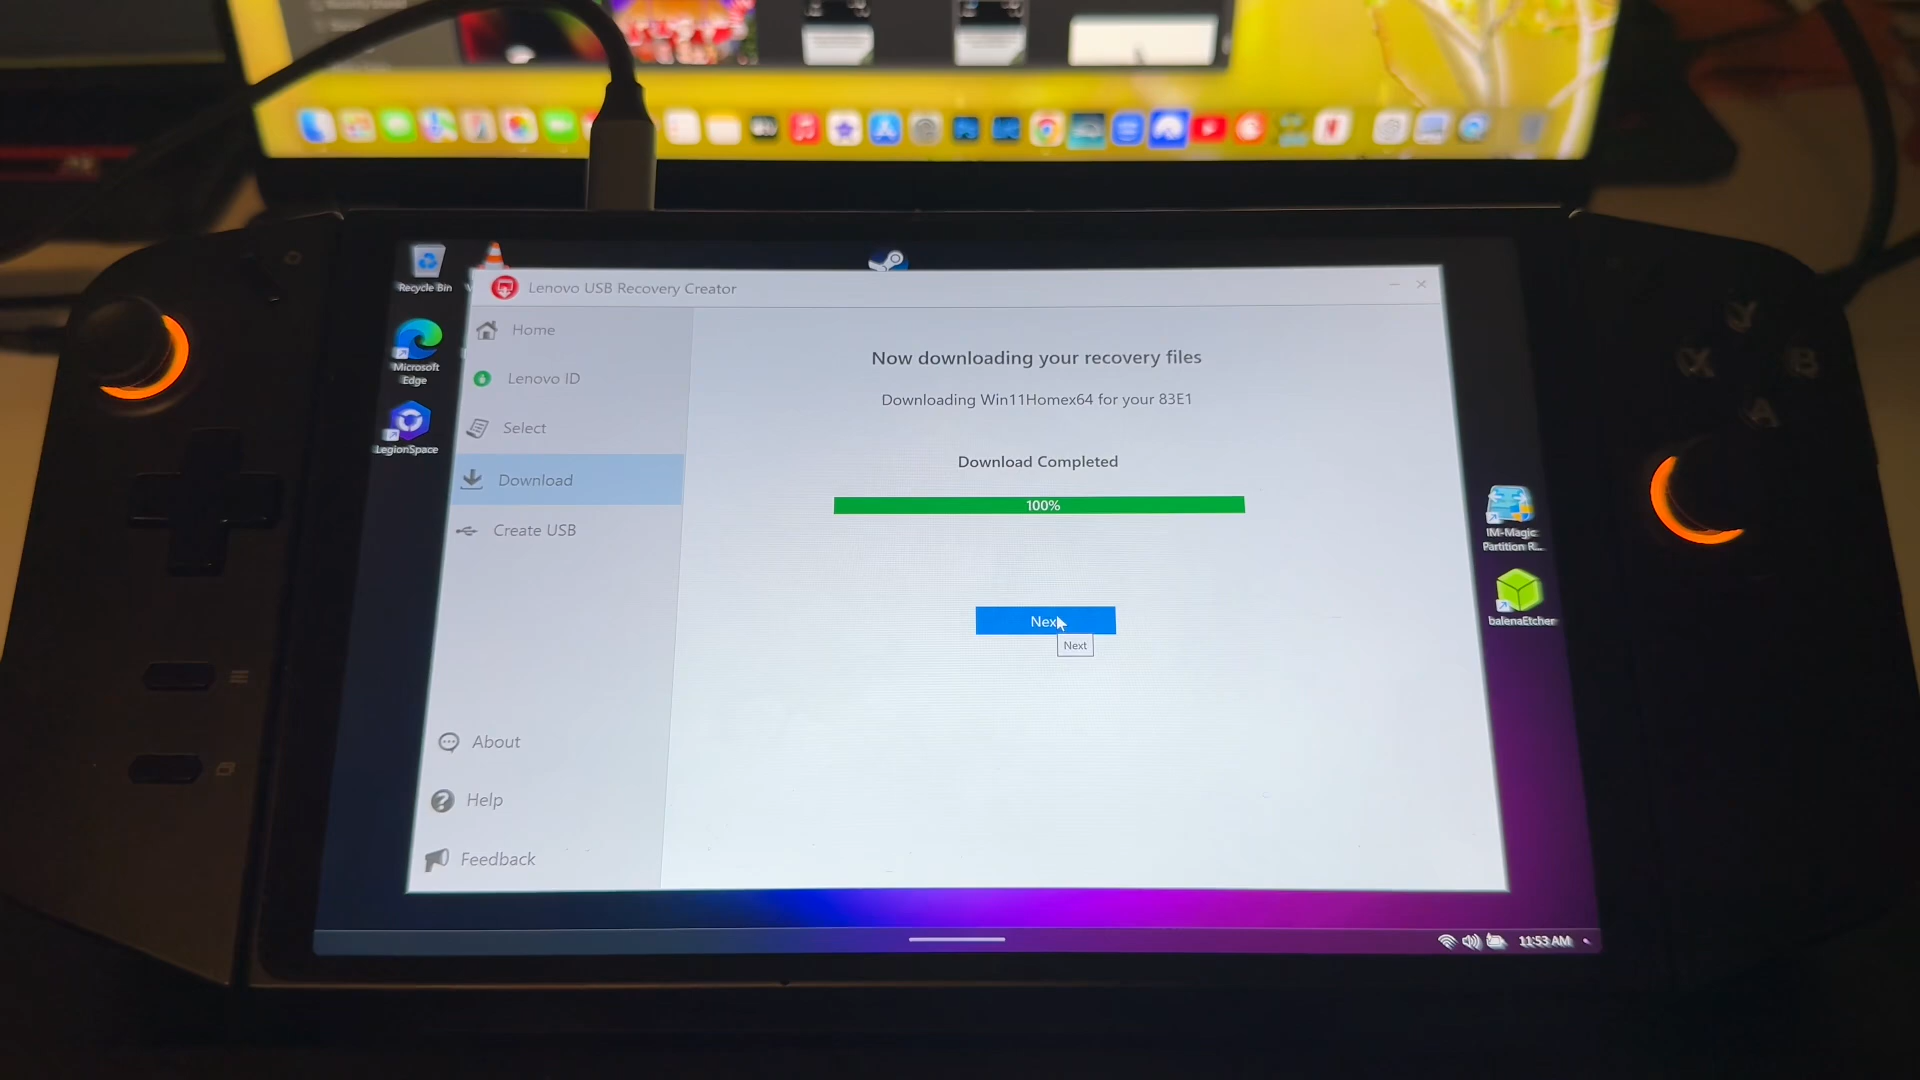 Recycle Bin
Microsoft
Edge
LegionSpace
Lenovo USB Recovery Creator
Home
Lenovo ID
Select
Download
Create USB
About
Help
Feedback
Now downloading your recovery files
Downloading Win11Homex64 for your 83E1
Download Completed
100%
Next
IM-Magic
Partition R...
balenaEtcher
11:53 AM
Y
X
B
A